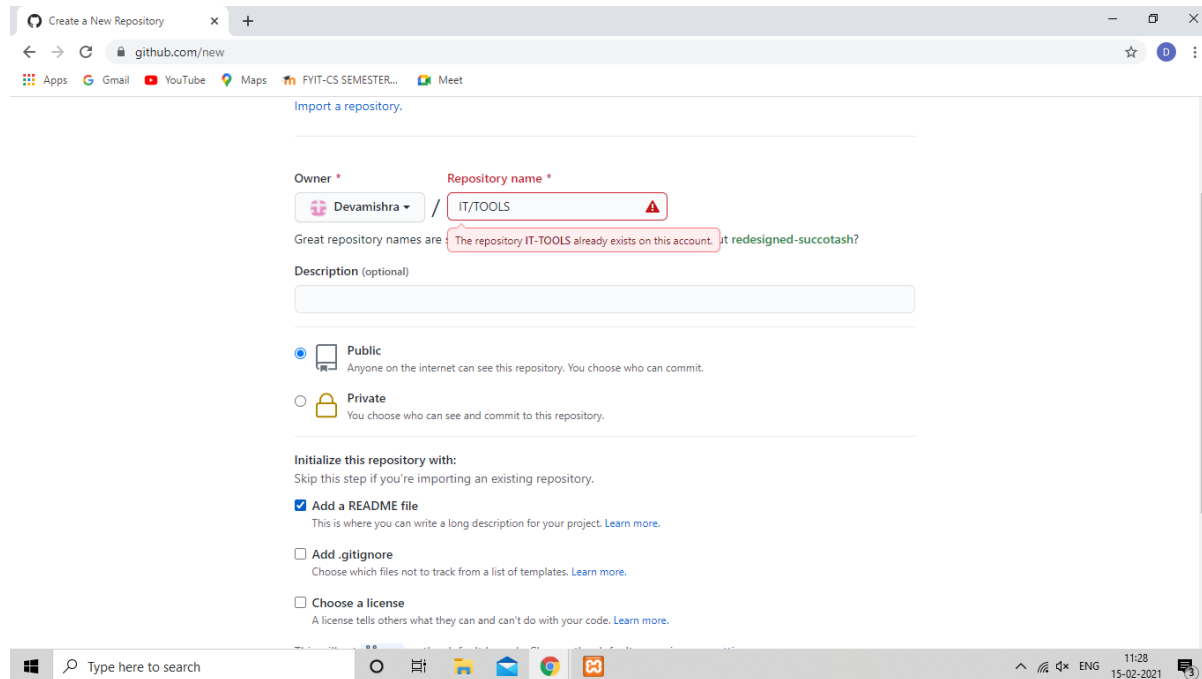 Create a New Repository
github.com/new
D
Apps Gmail YouTube Maps FYIT-CS SEMESTER... Meet
Import a repository.
Owner * Repository name *
Devamishra / IT/TOOLS
Great repository names are The repository IT-TOOLS already exists on this account. redesigned-succotash?
Description (optional)
Public
Anyone on the internet can see this repository. You choose who can commit.
Private
You choose who can see and commit to this repository.
Initialize this repository with:
Skip this step if you're importing an existing repository.
Add a README file
This is where you can write a long description for your project. Learn more.
Add .gitignore
Choose which files not to track from a list of templates. Learn more.
Choose a license
A license tells others what they can and can't do with your code. Learn more.
Type here to search
ENG
11:28
15-02-2021
3